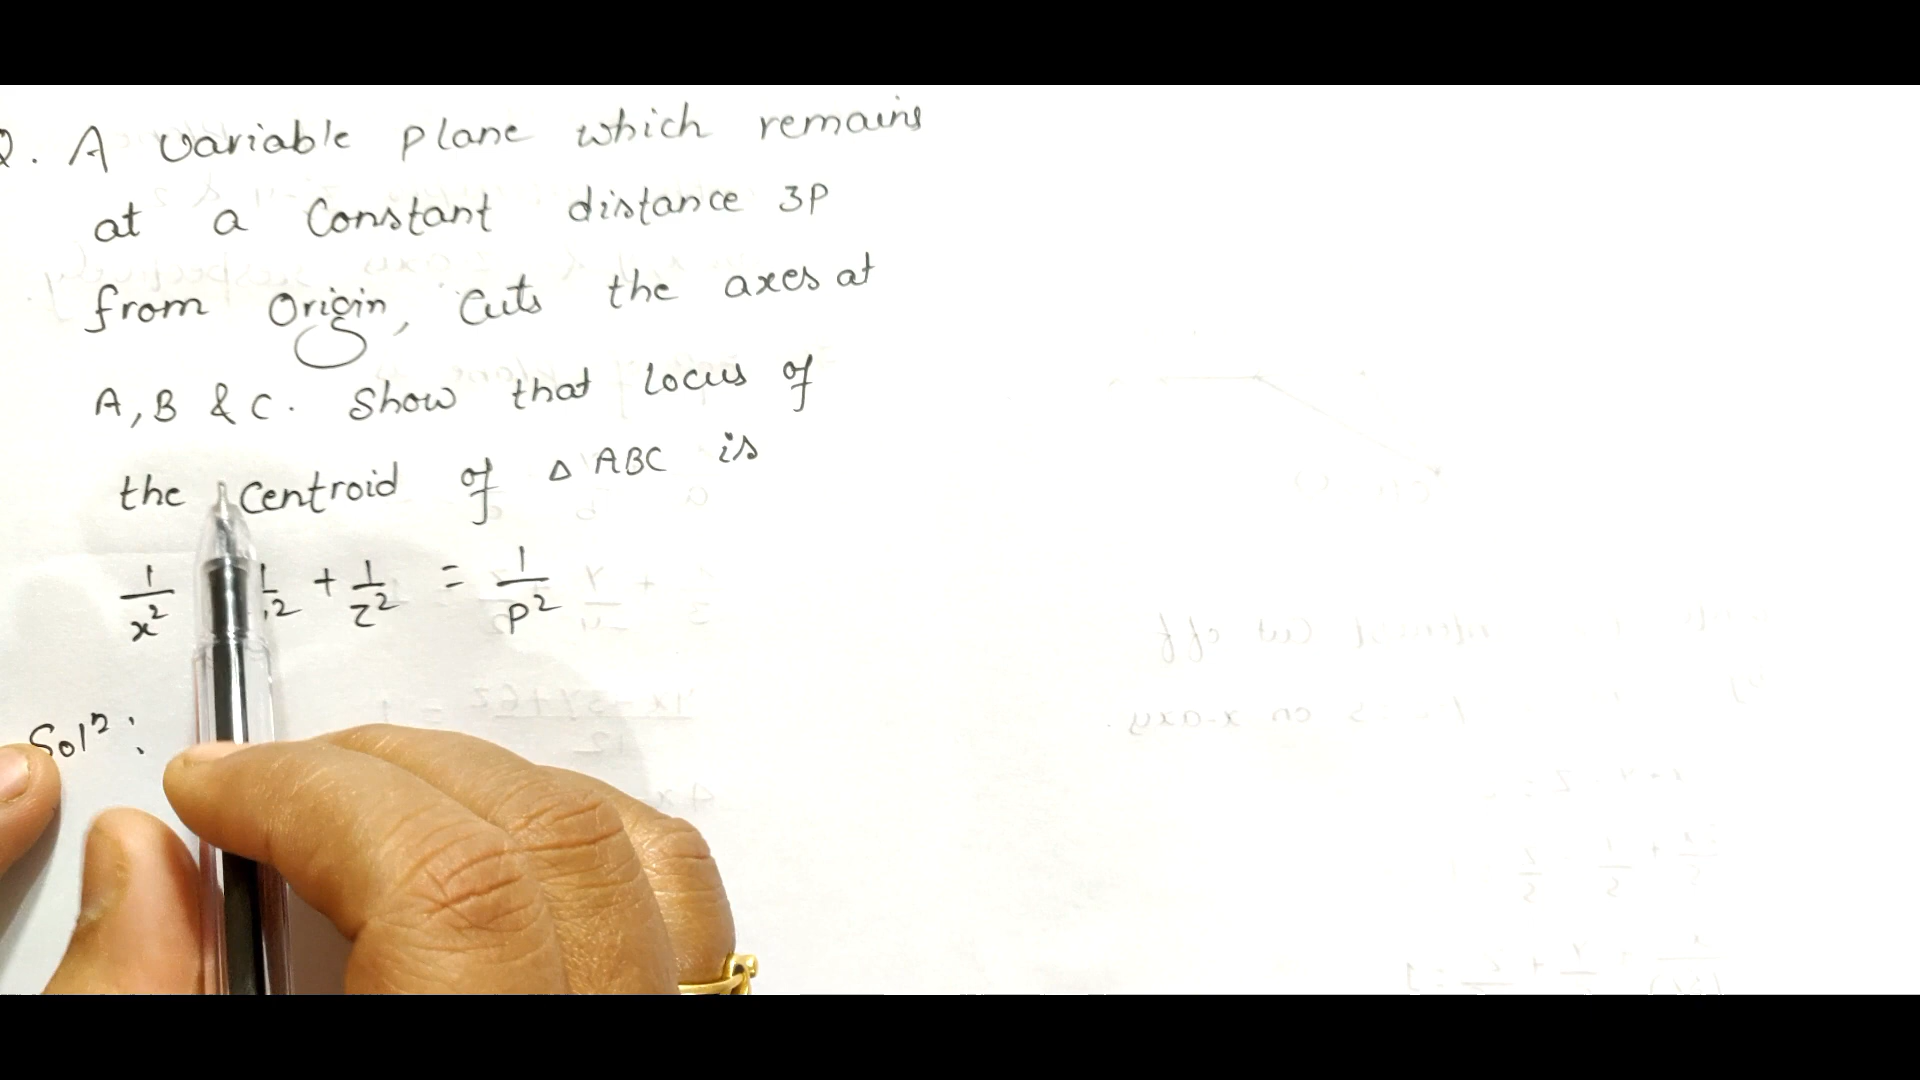 Q. A variable plane which remains
at a Constant distance 3P
from Origin, Cuts the axes at
A, B & C. Show that locus of
the Centroid of △ ABC is
1/x² 1/.2 + 1/z² = 1/P²
Solⁿ: